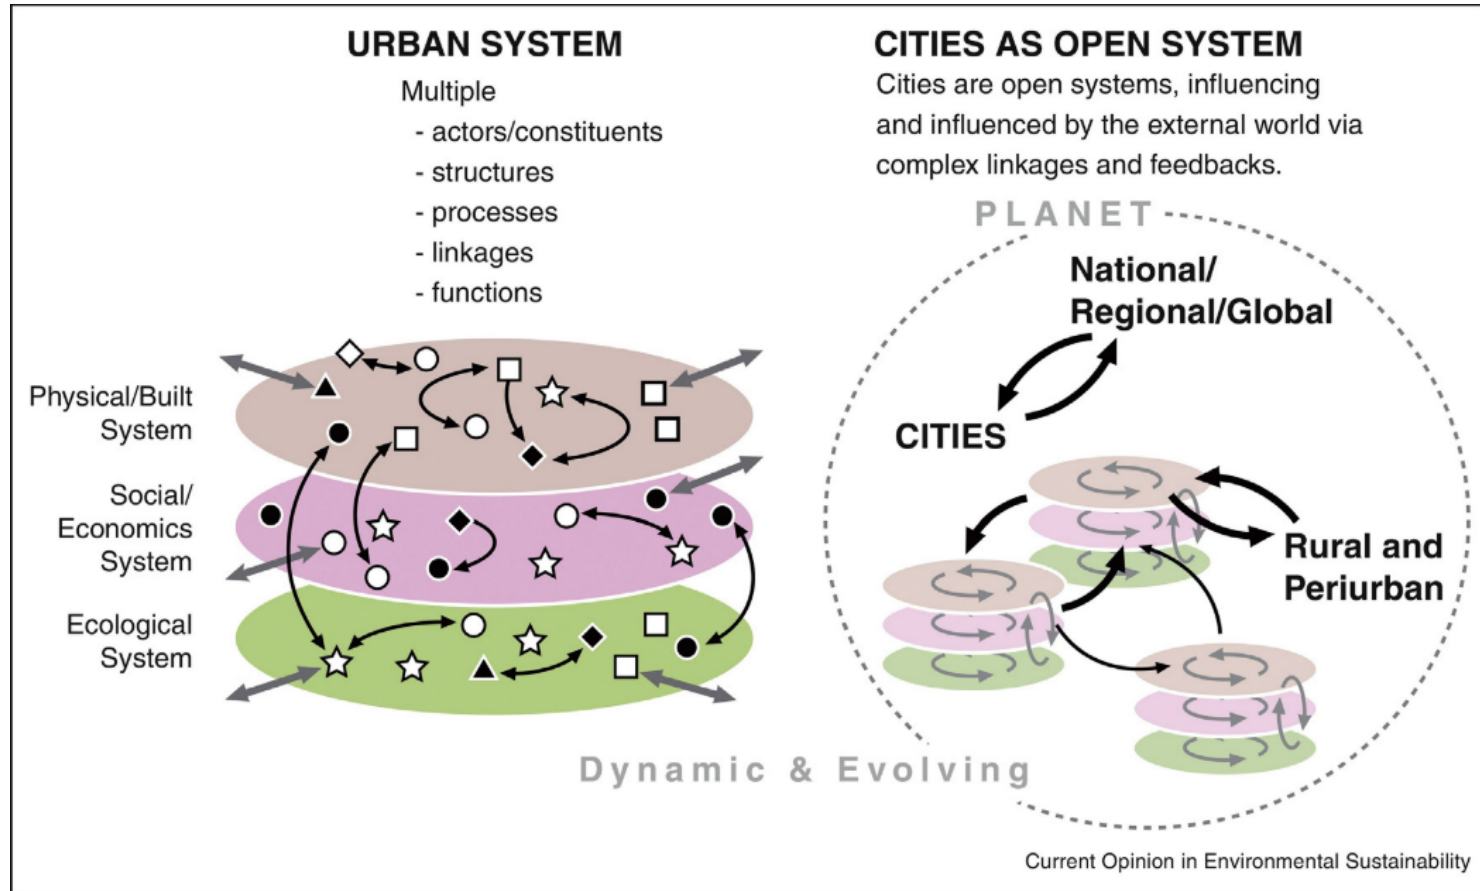 URBAN SYSTEM
Multiple
- actors/constituents
- structures
- processes
- linkages
- functions
Physical/Built
System
Social/
Economics
System
Ecological
System
CITIES AS OPEN SYSTEM
Cities are open systems, influencing
and influenced by the external world via
complex linkages and feedbacks.
PLANET
National/
Regional/Global
CITIES
Rural and
Periurban
Dynamic & Evolving
Current Opinion in Environmental Sustainability